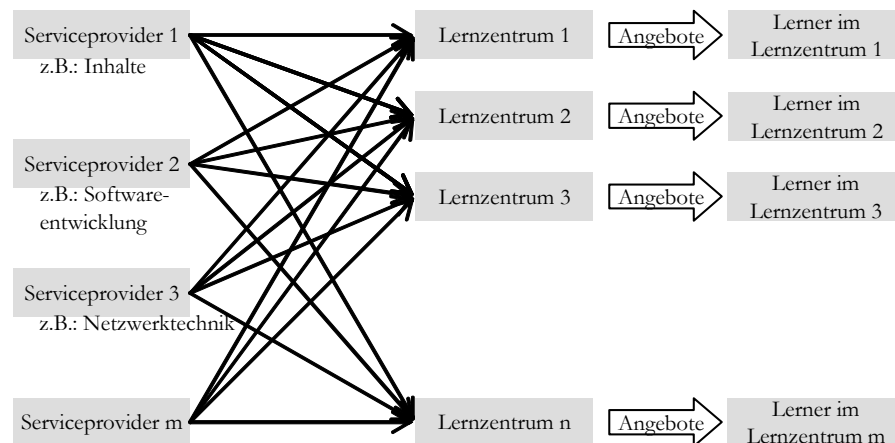 Serviceprovider 1
z.B.: Inhalte
Lernzentrum 1
Angebote
Lerner im
Lernzentrum 1
Lernzentrum 2
Angebote
Lerner im
Lernzentrum 2
Serviceprovider 2
z.B.: Software-
entwicklung
Lernzentrum 3
Angebote
Lerner im
Lernzentrum 3
Serviceprovider 3
z.B.: Netzwerktechnik
Serviceprovider m
Lernzentrum n
Angebote
Lerner im
Lernzentrum m